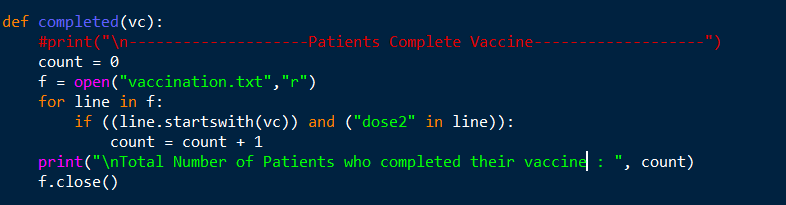 def completed(vc):
    #print("\n--------------------Patients Complete Vaccine-------------------")
    count = 0
    f = open("vaccination.txt","r")
    for line in f:
        if ((line.startswith(vc)) and ("dose2" in line)):
            count = count + 1
    print("\nTotal Number of Patients who completed their vaccine : ", count)
    f.close()